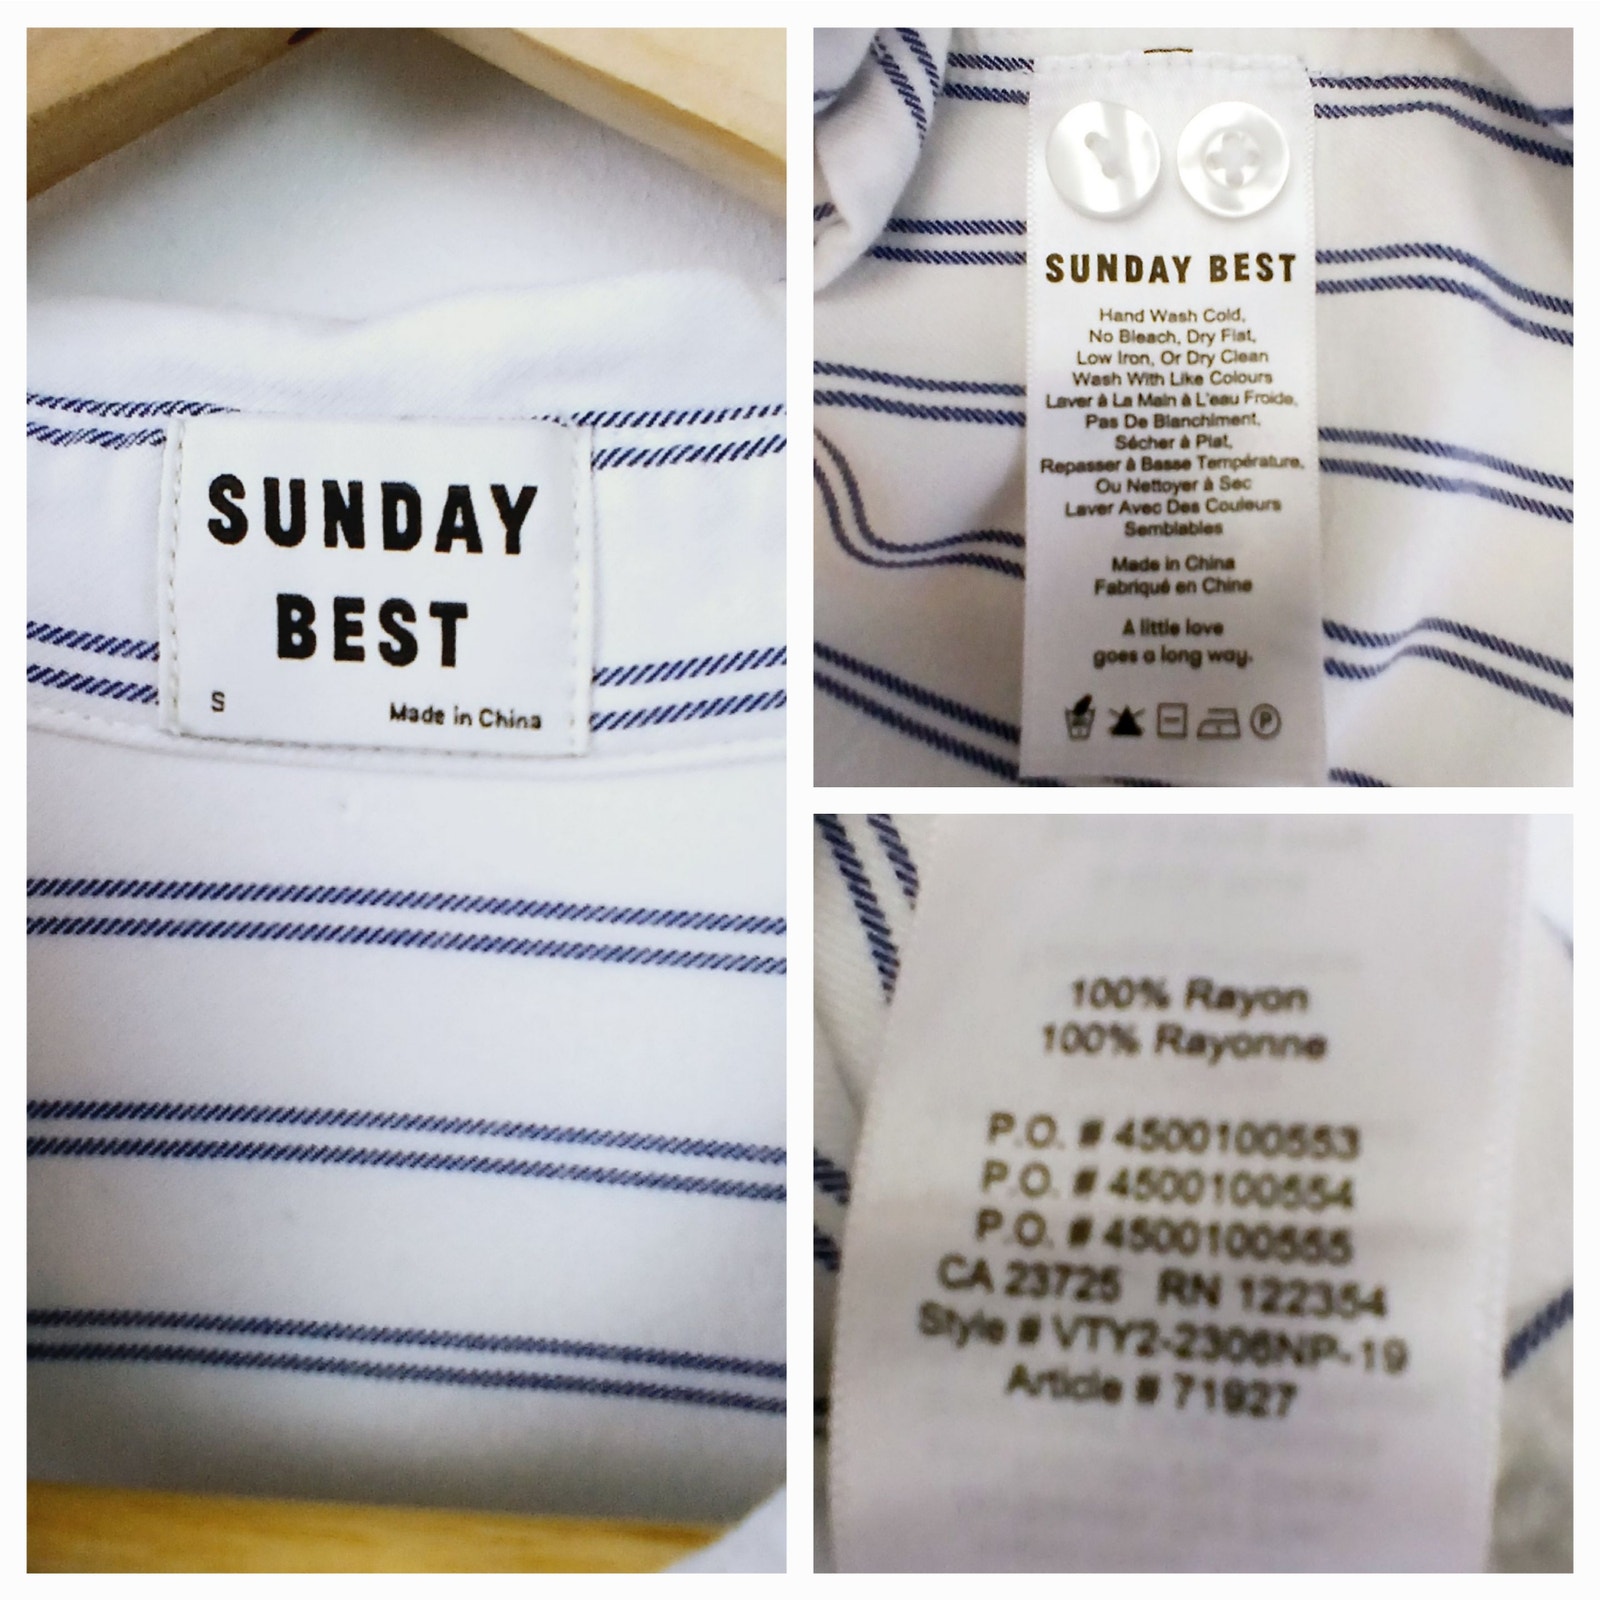 SUNDAY
BEST
S
Made in China
SUNDAY BEST
Hand Wash Cold,
No Bleach, Dry Flat,
Low Iron, Or Dry Clean
Wash With Like Colours
Laver à La Main à L'eau Froide,
Pas De Blanchiment,
Sécher à Plat,
Repasser à Basse Température,
Ou Nettoyer à Sec
Laver Avec Des Couleurs
Semblables
Made in China
Fabriqué en Chine
A little love
goes a long way.
P
100% Rayon
100% Rayonne
P.O. # 4500100553
P.O. # 4500100554
P.O. # 4500100555
CA 23725 RN 122354
Style # VTY2-2306NP-19
Article # 71927